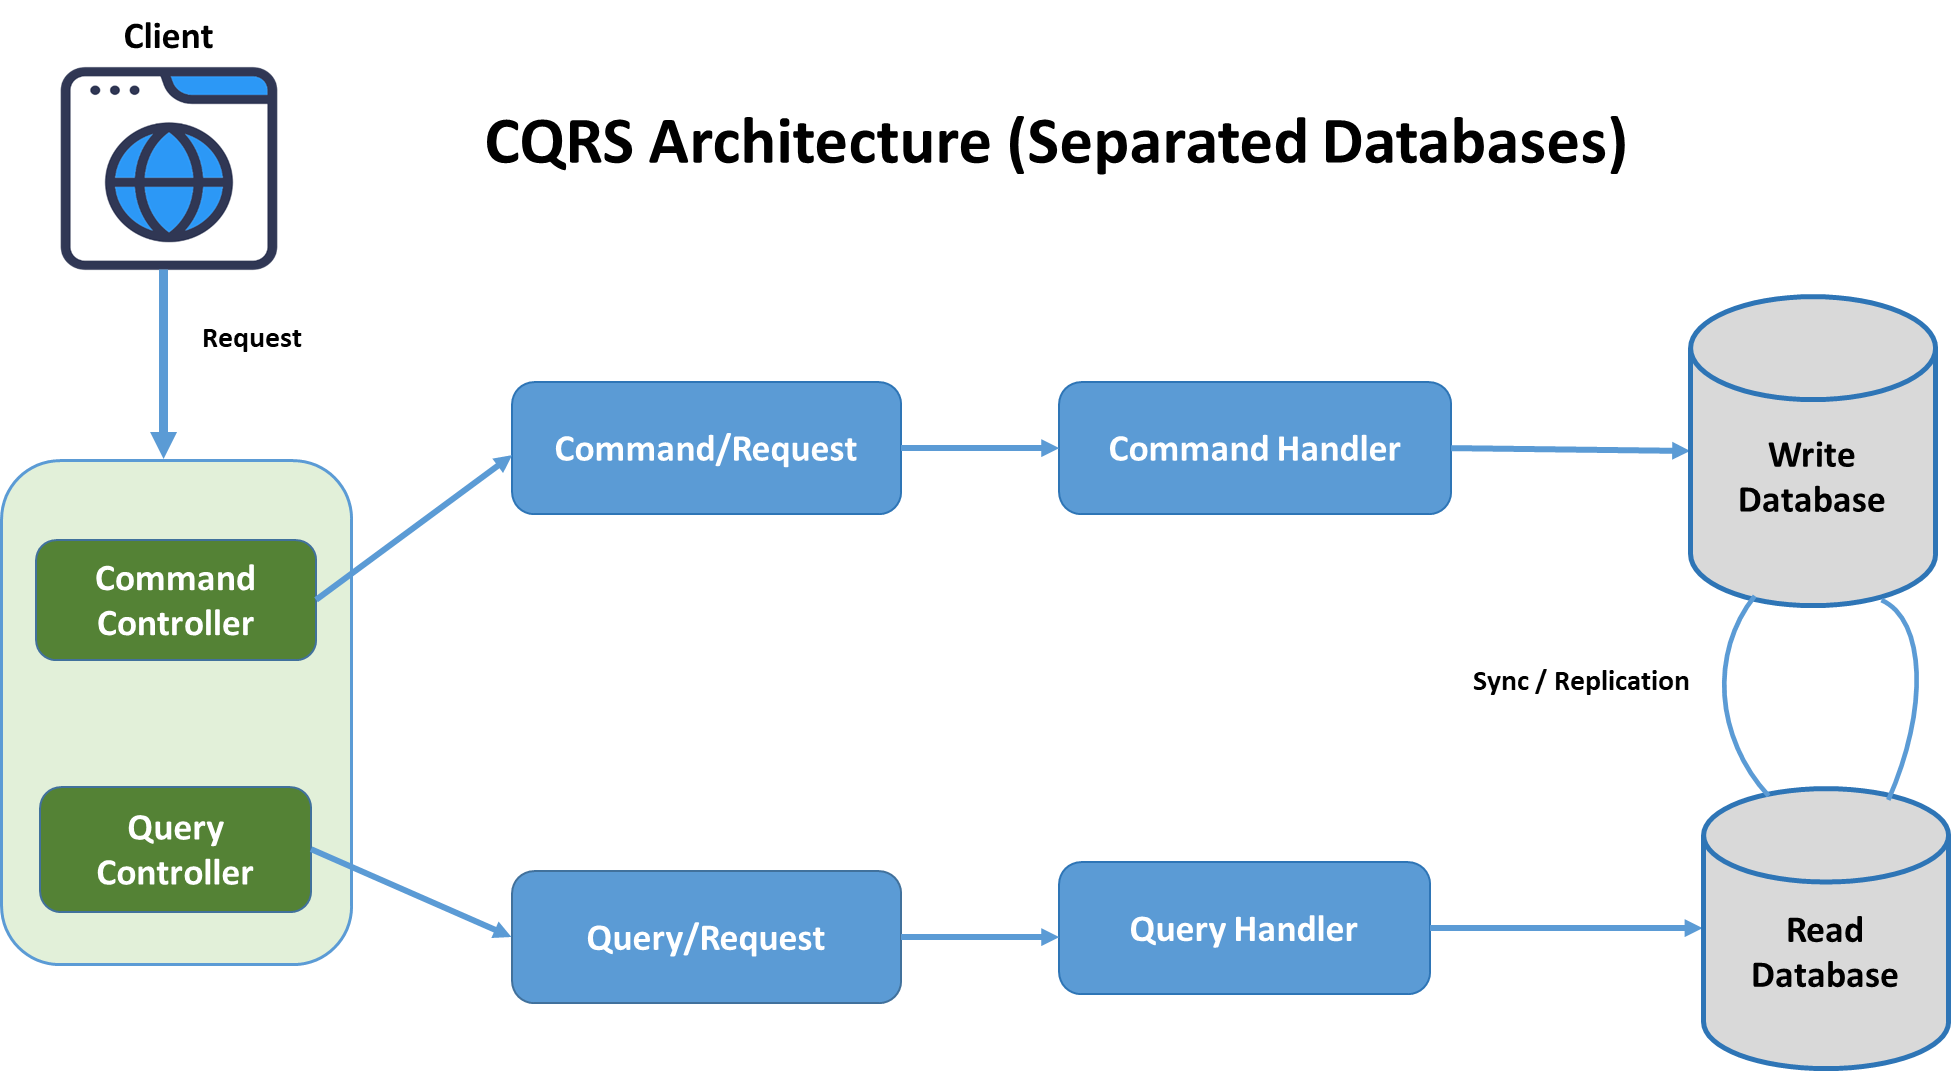 Client
CQRS Architecture (Separated Databases)
Request
Command/Request
Command Handler
Write
Database
Command
Controller
Sync / Replication
Query
Controller
Query/Request
Query Handler
Read
Database